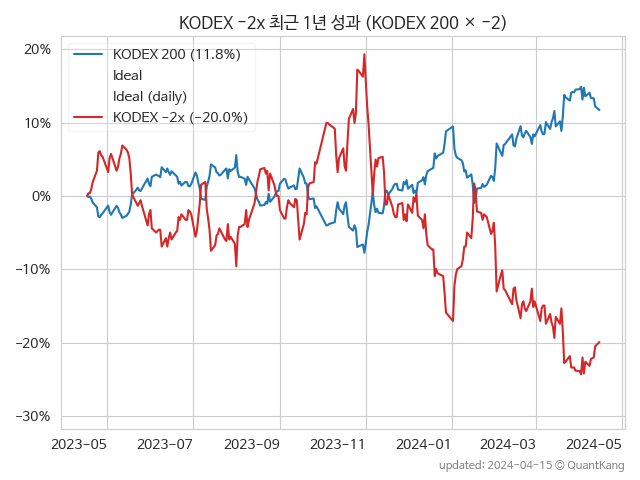 KODEX -2x 최근 1년 성과 (KODEX 200 × -2)
20%
10%
0%
-10%
-20%
-30%
KODEX 200 (11.8%)
Ideal
Ideal (daily)
KODEX -2x (-20.0%)
2023-05 2023-07 2023-09 2023-11 2024-01 2024-03 2024-05
updated: 2024-04-15 © QuantKang